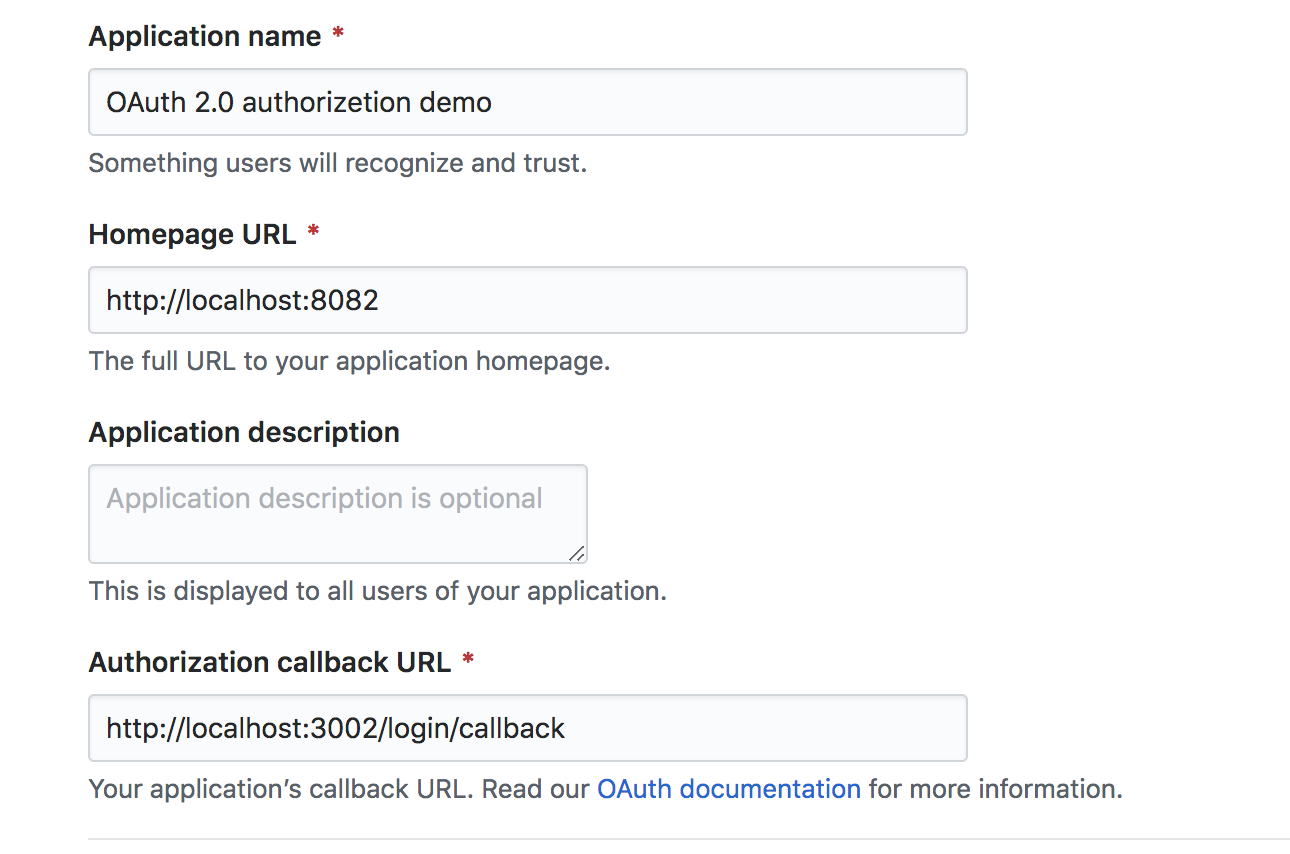 Application name *
OAuth 2.0 authorizetion demo
Something users will recognize and trust.
Homepage URL *
http://localhost:8082
The full URL to your application homepage.
Application description
Application description is optional
This is displayed to all users of your application.
Authorization callback URL *
http://localhost:3002/login/callback
Your application’s callback URL. Read our OAuth documentation for more information.